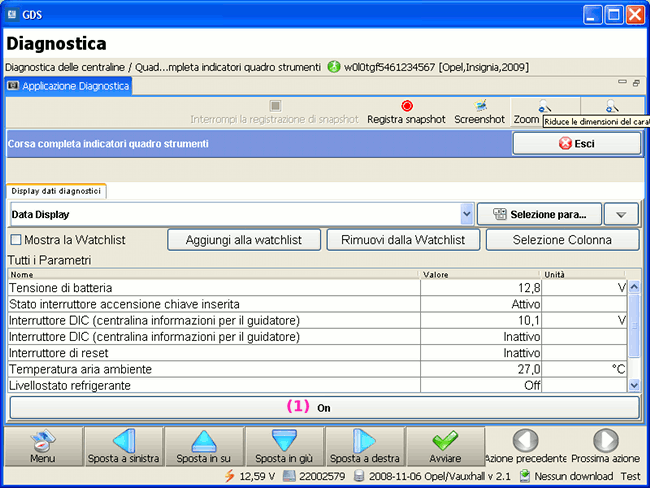 GDS
Diagnostica
Diagnostica delle centraline / Quad...mpleta indicatori quadro strumenti w0l0tgf5461234567 [Opel,Insignia,2009]
Applicazione Diagnostica
Interrompi la registrazione di snapshot Registra snapshot Screenshot Zoom Riduce le dimensioni del cara
Corsa completa indicatori quadro strumenti Esci
Display dati diagnostici
Data Display Selezione para...
Mostra la Watchlist Aggiungi alla watchlist Rimuovi dalla Watchlist Selezione Colonna
Tutti i Parametri
Nome Valore Unità
Tensione di batteria 12,8 V
Stato interruttore accensione chiave inserita Attivo
Interruttore DIC (centralina informazioni per il guidatore) 10,1 V
Interruttore DIC (centralina informazioni per il guidatore) Inattivo
Interruttore di reset Inattivo
Temperatura aria ambiente 27,0 °C
Livellostato refrigerante Off
(1) On
Menu Sposta a sinistra Sposta in su Sposta in giù Sposta a destra Avviare Azione precedente Prossima azione
12,59 V 22002579 2008-11-06 Opel/Vauxhall v 2.1 Nessun download Test